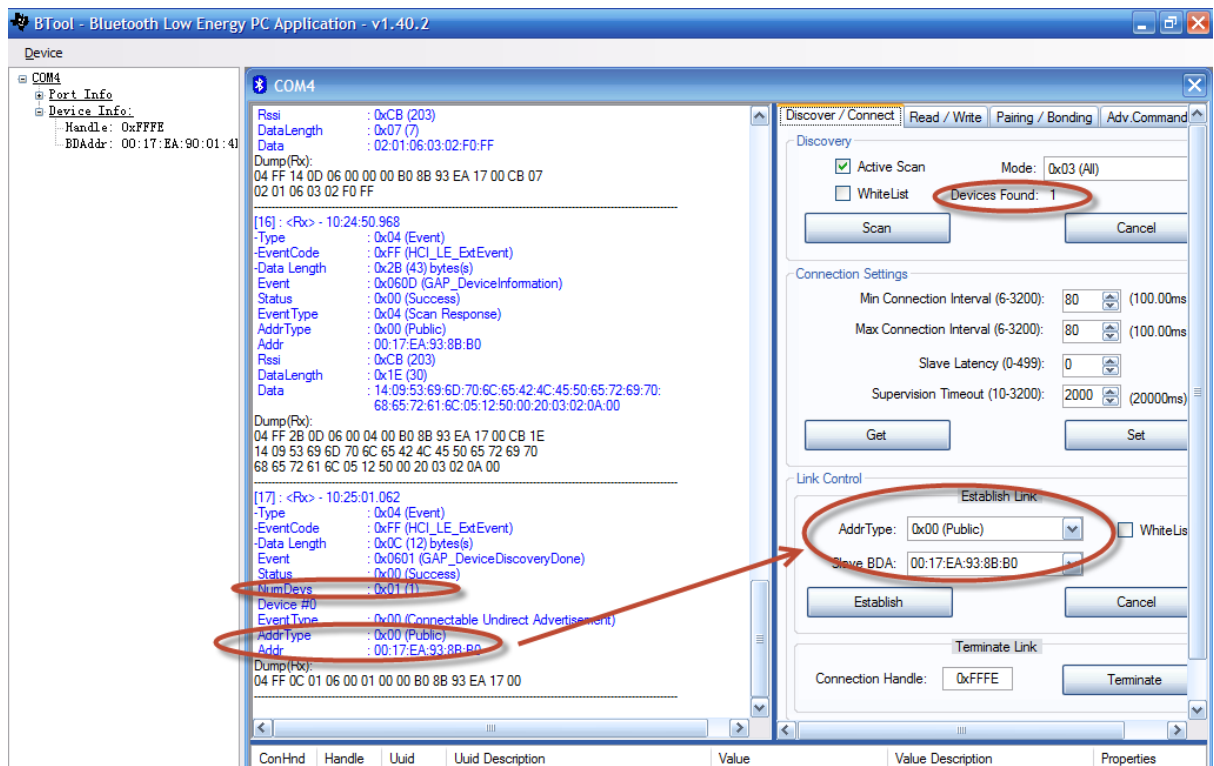 BTool - Bluetooth Low Energy PC Application - v1.40.2
Device
COM4
Port Info
Device Info:
Handle: 0xFFFE
BDAddr: 00:17:EA:90:01:41
COM4
Rssi : 0xCB (203)
DataLength : 0x07 (7)
Data : 02:01:06:03:02:F0:FF
Dump(Rx):
04 FF 14 0D 06 00 00 00 B0 8B 93 EA 17 00 CB 07
02 01 06 03 02 F0 FF
[16] : <Rx> - 10:24:50.968
-Type : 0x04 (Event)
-EventCode : 0xFF (HCI_LE_ExtEvent)
-Data Length : 0x2B (43) bytes(s)
Event : 0x060D (GAP_DeviceInformation)
Status : 0x00 (Success)
EventType : 0x04 (Scan Response)
AddrType : 0x00 (Public)
Addr : 00:17:EA:93:8B:B0
Rssi : 0xCB (203)
DataLength : 0x1E (30)
Data : 14:09:53:69:6D:70:6C:65:42:4C:45:50:65:72:69:70:
68:65:72:61:6C:05:12:50:00:20:03:02:0A:00
Dump(Rx):
04 FF 2B 0D 06 00 04 00 B0 8B 93 EA 17 00 CB 1E
14 09 53 69 6D 70 6C 65 42 4C 45 50 65 72 69 70
68 65 72 61 6C 05 12 50 00 20 03 02 0A 00
[17] : <Rx> - 10:25:01.062
-Type : 0x04 (Event)
-EventCode : 0xFF (HCI_LE_ExtEvent)
-Data Length : 0x0C (12) bytes(s)
Event : 0x0601 (GAP_DeviceDiscoveryDone)
Status : 0x00 (Success)
NumDevs : 0x01 (1)
Device #0
EventType : 0x00 (Connectable Undirect Advertisement)
AddrType : 0x00 (Public)
Addr : 00:17:EA:93:8B:B0
Dump(Rx):
04 FF 0C 01 06 00 01 00 00 B0 8B 93 EA 17 00
Discover / Connect Read / Write Pairing / Bonding Adv.Command
Discovery
Active Scan Mode: 0x03 (All)
WhiteList Devices Found: 1
Scan Cancel
Connection Settings
Min Connection Interval (6-3200): 80 (100.00ms
Max Connection Interval (6-3200): 80 (100.00ms
Slave Latency (0-499): 0
Supervision Timeout (10-3200): 2000 (20000ms)
Get Set
Link Control
Establish Link
AddrType: 0x00 (Public) WhiteLis
Slave BDA: 00:17:EA:93:8B:B0
Establish Cancel
Terminate Link
Connection Handle: 0xFFFE Terminate
ConHnd Handle Uuid Uuid Description Value Value Description Properties